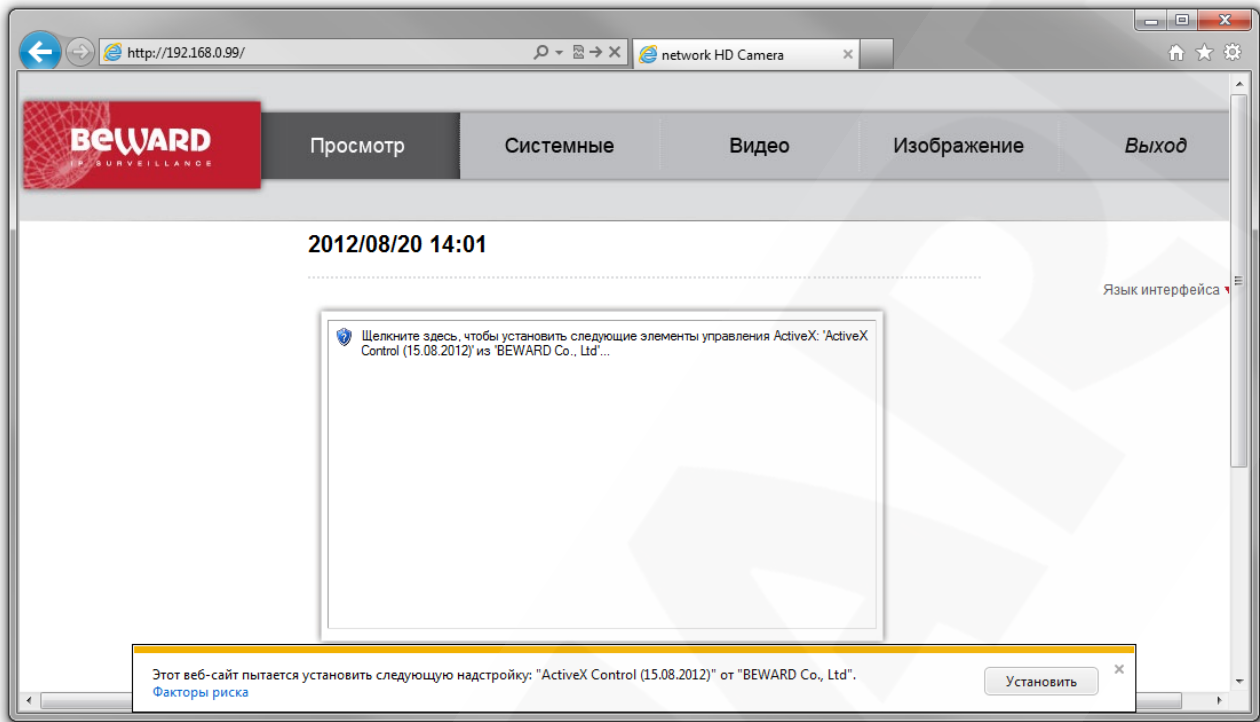 http://192.168.0.99/
network HD Camera
BEWARD
IP SURVEILLANCE
Просмотр
Системные
Видео
Изображение
Выход
2012/08/20 14:01
Язык интерфейса
Щелкните здесь, чтобы установить следующие элементы управления ActiveX: 'ActiveX
Control (15.08.2012)' из 'BEWARD Co., Ltd'...
Этот веб-сайт пытается установить следующую надстройку: "ActiveX Control (15.08.2012)" от "BEWARD Co., Ltd".
Факторы риска
Установить